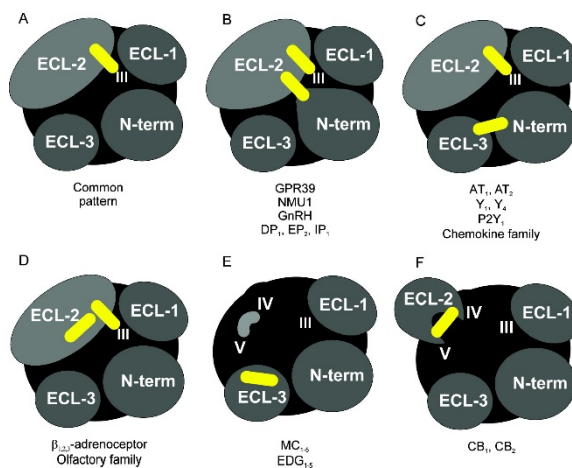 A
ECL-2
ECL-1
III
ECL-3
N-term
Common
pattern
B
ECL-2
ECL-1
III
ECL-3
N-term
GPR39
NMU1
GnRH
DP₁, EP₂, IP₁
C
ECL-2
ECL-1
III
ECL-3
N-term
AT₁, AT₂
Y₁, Y₄
P2Y₁
Chemokine family
D
ECL-2
ECL-1
III
ECL-3
N-term
β₁,₂,₃-adrenoceptor
Olfactory family
E
IV
ECL-1
III
V
ECL-3
N-term
MC₁₋₅
EDG₁₋₅
F
ECL-2
IV
ECL-1
III
V
ECL-3
N-term
CB₁, CB₂